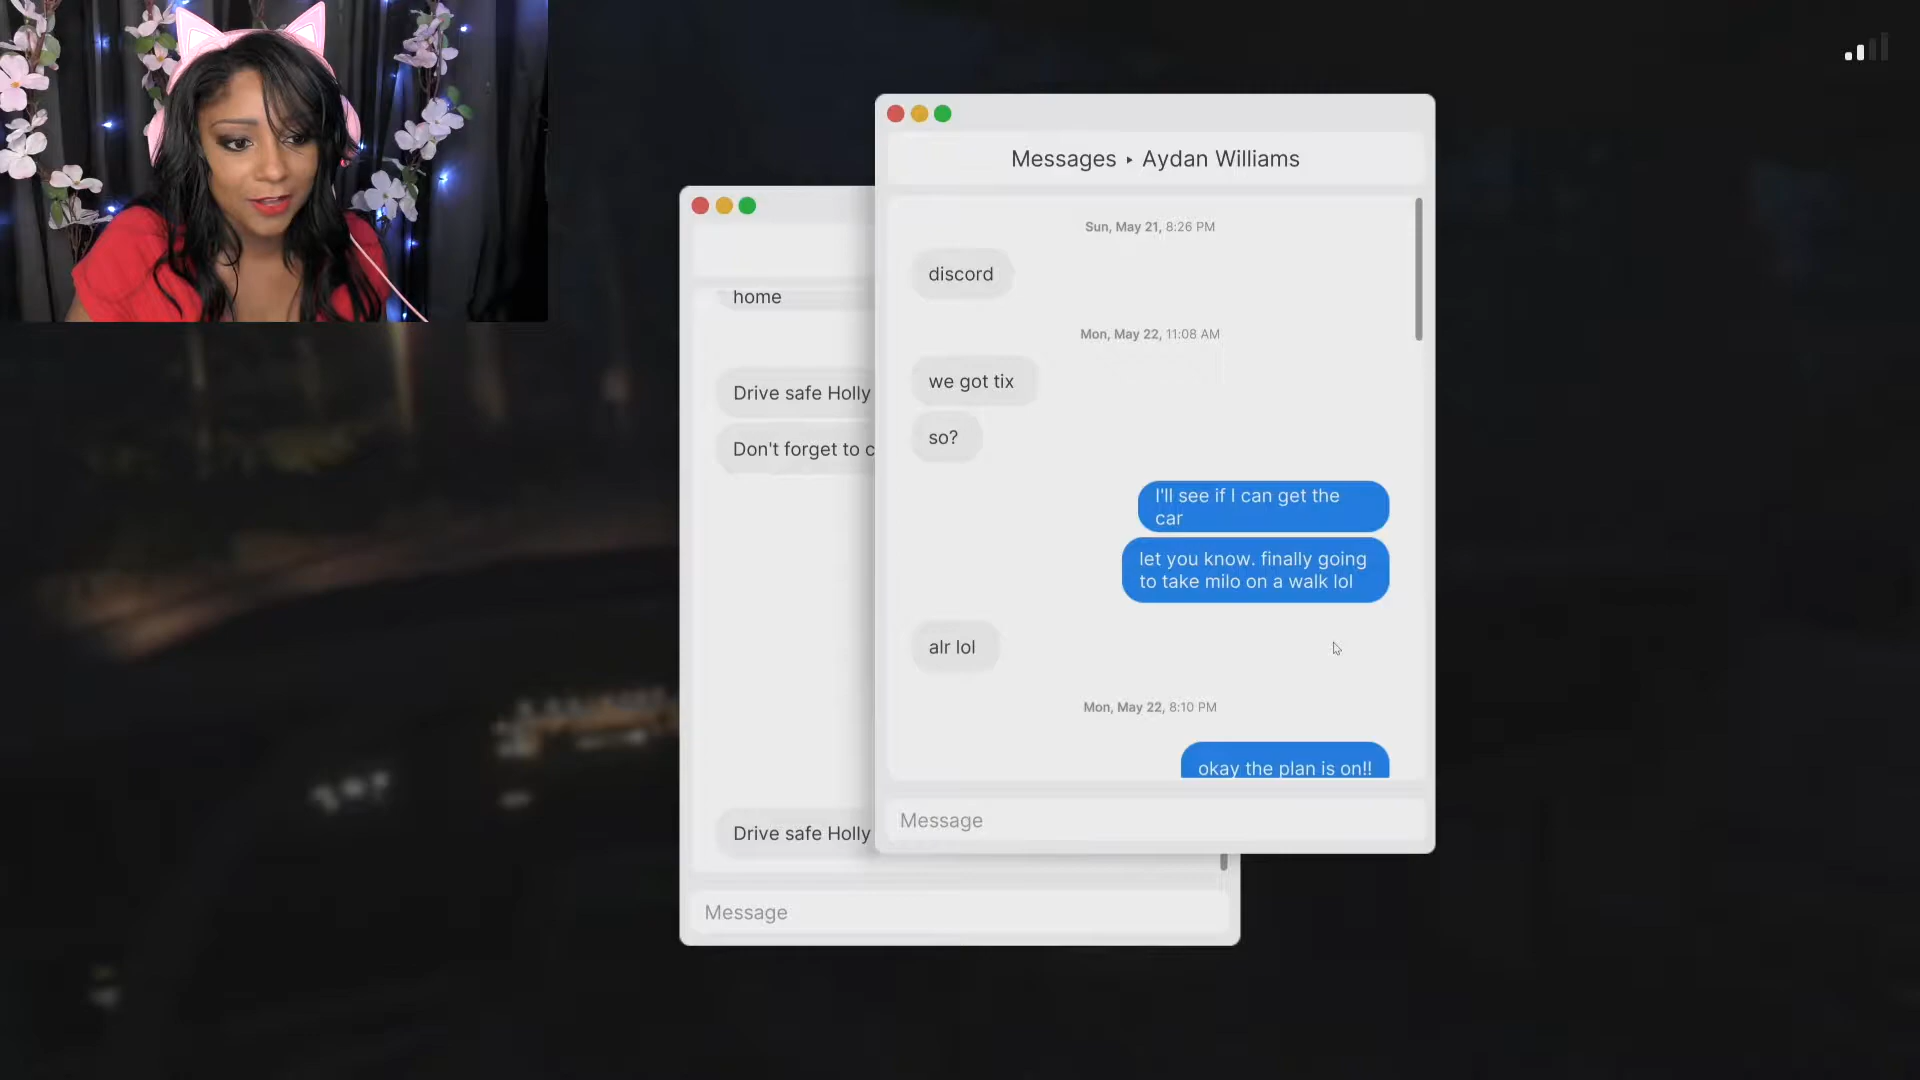 Messages ▸ Aydan Williams
Sun, May 21, 8:26 PM
discord
Mon, May 22, 11:08 AM
we got tix
so?
I'll see if I can get the
car
let you know. finally going
to take milo on a walk lol
alr lol
Mon, May 22, 8:10 PM
okay the plan is on!!
Message
home
Drive safe Holly
Don't forget to c
Drive safe Holly
Message